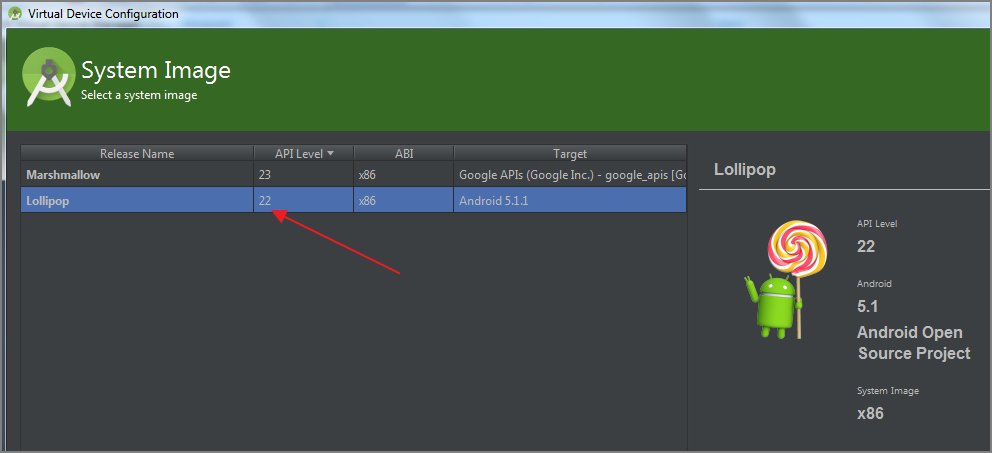 Virtual Device Configuration
System Image
Select a system image
Release Name API Level ABI Target
Marshmallow 23 x86 Google APIs (Google Inc.) - google_apis [Go
Lollipop 22 x86 Android 5.1.1
Lollipop
API Level
22
Android
5.1
Android Open
Source Project
System Image
x86